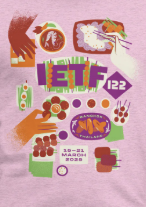 IETF
122
BANGKOK
THAILAND
15–21
MARCH
2025